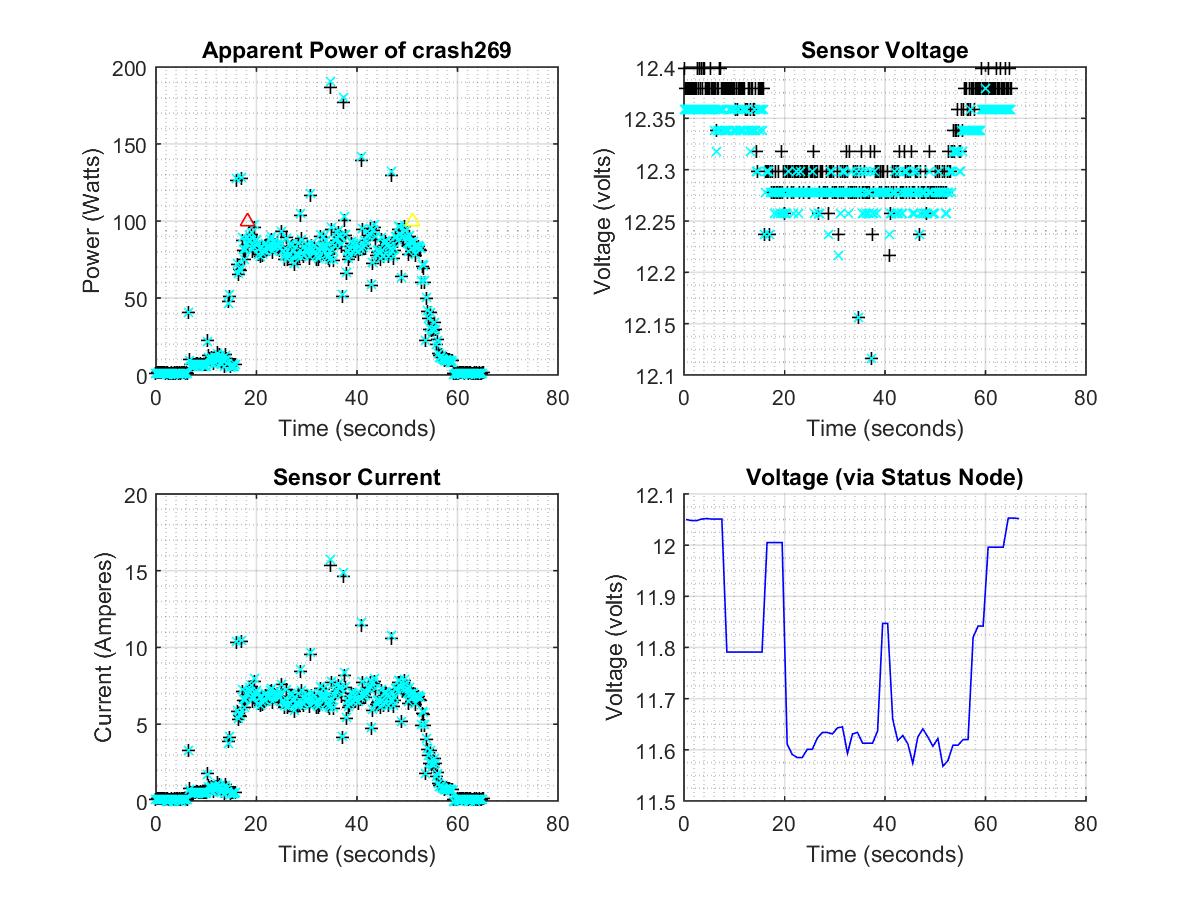 Apparent Power of crash269
200
150
100
50
0
Power (Watts)
0 20 40 60 80
Time (seconds)
Sensor Voltage
12.4
12.35
12.3
12.25
12.2
12.15
12.1
Voltage (volts)
0 20 40 60 80
Time (seconds)
Sensor Current
20
15
10
5
0
Current (Amperes)
0 20 40 60 80
Time (seconds)
Voltage (via Status Node)
12.1
12
11.9
11.8
11.7
11.6
11.5
Voltage (volts)
0 20 40 60 80
Time (seconds)